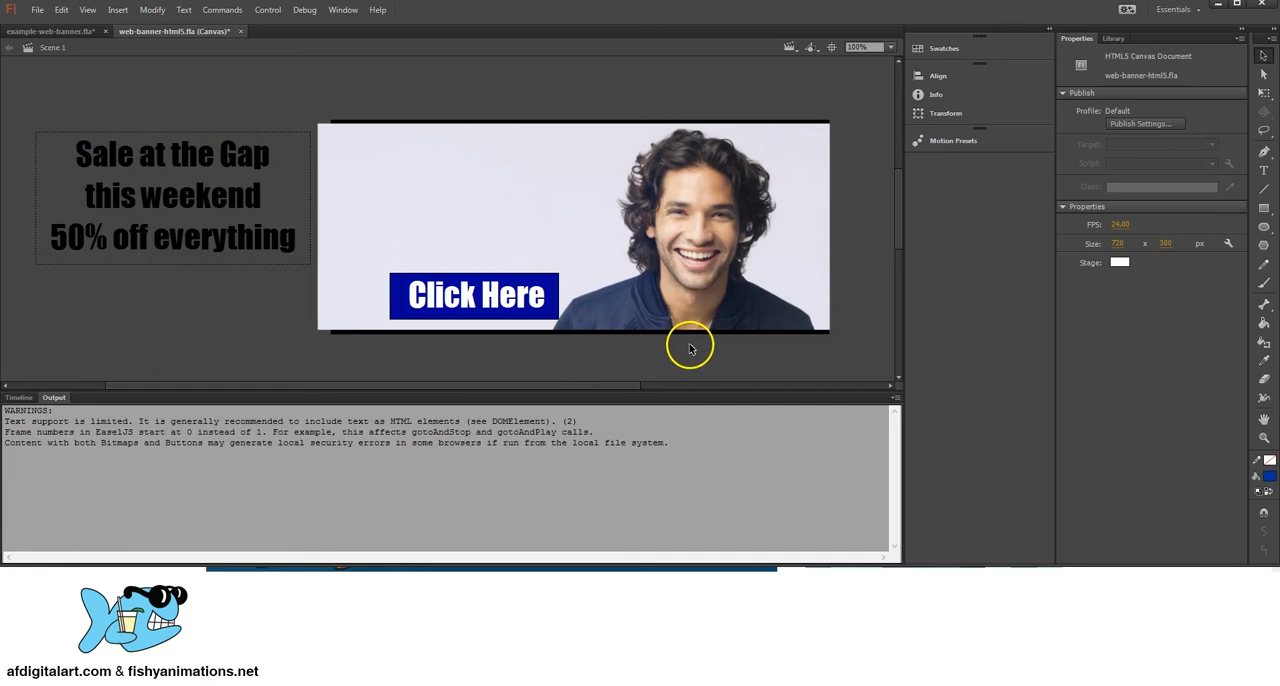 Fl File Edit View Insert Modify Text Commands Control Debug Window Help Essentials
example-web-banner.fla* × web-banner-html5.fla (Canvas)* ×
Scene 1 100%
Sale at the Gap
this weekend
50% off everything
Click Here
Swatches
Align
Info
Transform
Motion Presets
Properties Library
HTML5 Canvas Document
web-banner-html5.fla
Publish
Profile: Default
Publish Settings...
Target:
Script:
Class:
Properties
FPS: 24.00
Size: 720 x 300 px
Stage:
Timeline Output
WARNINGS:
Text support is limited. It is generally recommended to include text as HTML elements (see DOMElement). (2)
Frame numbers in EaselJS start at 0 instead of 1. For example, this affects gotoAndStop and gotoAndPlay calls.
Content with both Bitmaps and Buttons may generate local security errors in some browsers if run from the local file system.
afdigitalart.com & fishyanimations.net